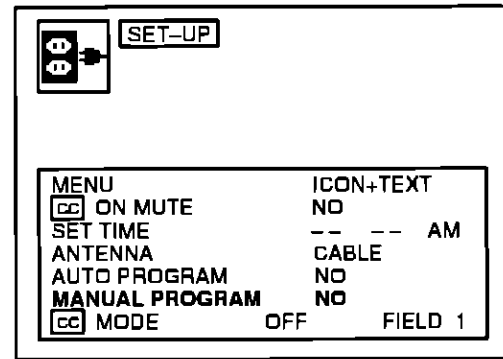 SET–UP
MENU ICON+TEXT
CC ON MUTE NO
SET TIME –– –– AM
ANTENNA CABLE
AUTO PROGRAM NO
MANUAL PROGRAM NO
CC MODE OFF FIELD 1